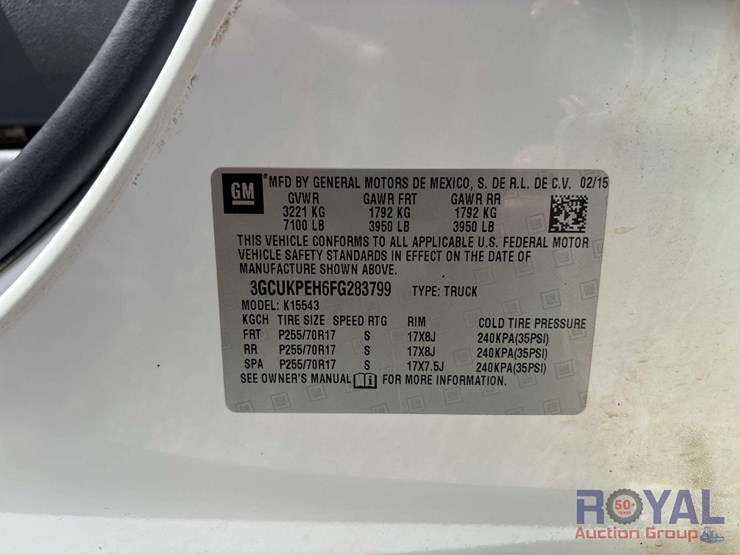 GM
® MFD BY GENERAL MOTORS DE MEXICO, S. DE R.L. DE C.V. 02/15
GVWR GAWR FRT GAWR RR
3221 KG 1792 KG 1792 KG
7100 LB 3950 LB 3950 LB
THIS VEHICLE CONFORMS TO ALL APPLICABLE U.S. FEDERAL MOTOR
VEHICLE SAFETY STANDARDS IN EFFECT ON THE DATE OF
MANUFACTURE SHOWN ABOVE.
3GCUKPEH6FG283799 TYPE: TRUCK
MODEL: K15543
KGCH TIRE SIZE SPEED RTG RIM COLD TIRE PRESSURE
FRT P255/70R17 S 17X8J 240KPA(35PSI)
RR P255/70R17 S 17X8J 240KPA(35PSI)
SPA P255/70R17 S 17X7.5J 240KPA(35PSI)
SEE OWNER'S MANUAL FOR MORE INFORMATION.
ROYAL
50+
YEARS
Auction Group